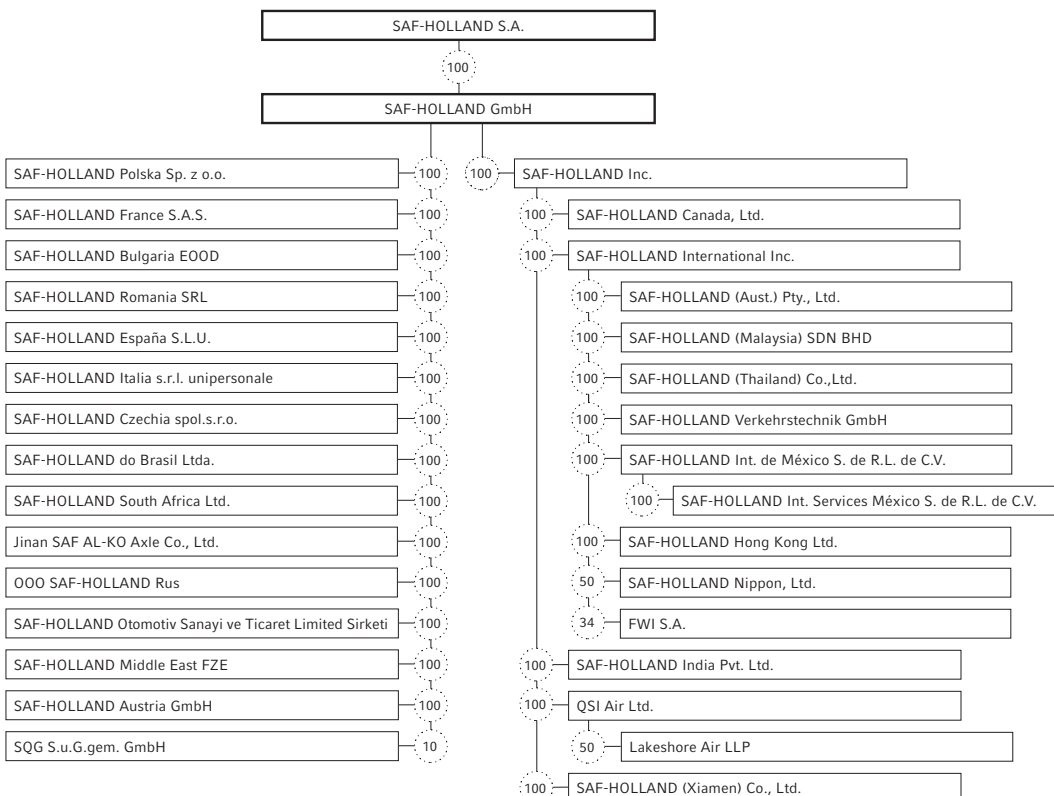 SAF-HOLLAND S.A.
100
SAF-HOLLAND GmbH
SAF-HOLLAND Polska Sp. z o.o. 100 100 SAF-HOLLAND Inc.
SAF-HOLLAND France S.A.S. 100 100 SAF-HOLLAND Canada, Ltd.
SAF-HOLLAND Bulgaria EOOD 100 100 SAF-HOLLAND International Inc.
SAF-HOLLAND Romania SRL 100 100 SAF-HOLLAND (Aust.) Pty., Ltd.
SAF-HOLLAND España S.L.U. 100 100 SAF-HOLLAND (Malaysia) SDN BHD
SAF-HOLLAND Italia s.r.l. unipersonale 100 100 SAF-HOLLAND (Thailand) Co.,Ltd.
SAF-HOLLAND Czechia spol.s.r.o. 100 100 SAF-HOLLAND Verkehrstechnik GmbH
SAF-HOLLAND do Brasil Ltda. 100 100 SAF-HOLLAND Int. de México S. de R.L. de C.V.
SAF-HOLLAND South Africa Ltd. 100 100 SAF-HOLLAND Int. Services México S. de R.L. de C.V.
Jinan SAF AL-KO Axle Co., Ltd. 100 100 SAF-HOLLAND Hong Kong Ltd.
OOO SAF-HOLLAND Rus 100 50 SAF-HOLLAND Nippon, Ltd.
SAF-HOLLAND Otomotiv Sanayi ve Ticaret Limited Sirketi 100 34 FWI S.A.
SAF-HOLLAND Middle East FZE 100 100 SAF-HOLLAND India Pvt. Ltd.
SAF-HOLLAND Austria GmbH 100 100 QSI Air Ltd.
SQG S.u.G.gem. GmbH 10 50 Lakeshore Air LLP
100 SAF-HOLLAND (Xiamen) Co., Ltd.